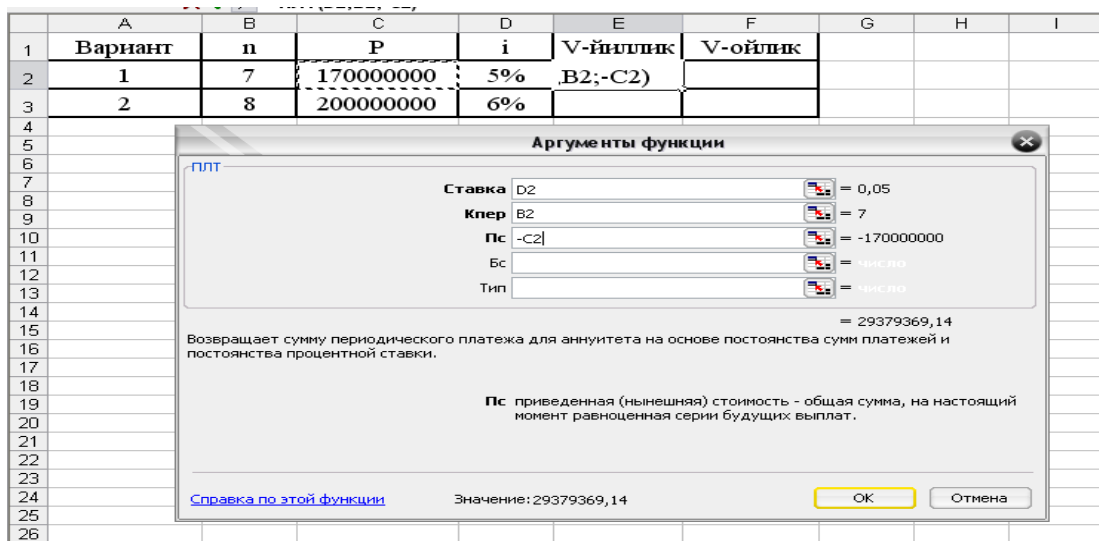 A B C D E F G H I
1 Вариант n P i V-йиллик V-ойлик
2 1 7 170000000 5% B2;-C2)
3 2 8 200000000 6%
4
5 Аргументы функции
6 ПЛТ
7 Ставка D2 = 0,05
8
9 Кпер B2 = 7
10 Пс -C2 = -170000000
11 Бс = число
12
13 Тип = число
14
= 29379369,14
15 Возвращает сумму периодического платежа для аннуитета на основе постоянства сумм платежей и
16 постоянства процентной ставки.
17
18
19 Пс приведенная (нынешняя) стоимость - общая сумма, на настоящий
20 момент равноценная серии будущих выплат.
21
22
23
24 Справка по этой функции Значение:29379369,14 OK Отмена
25
26